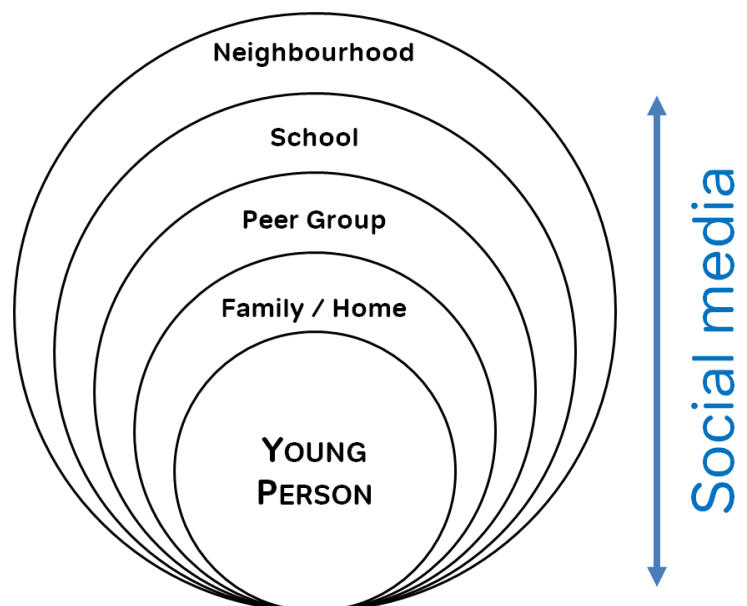 Neighbourhood
School
Peer Group
Family / Home
YOUNG
PERSON
Social media